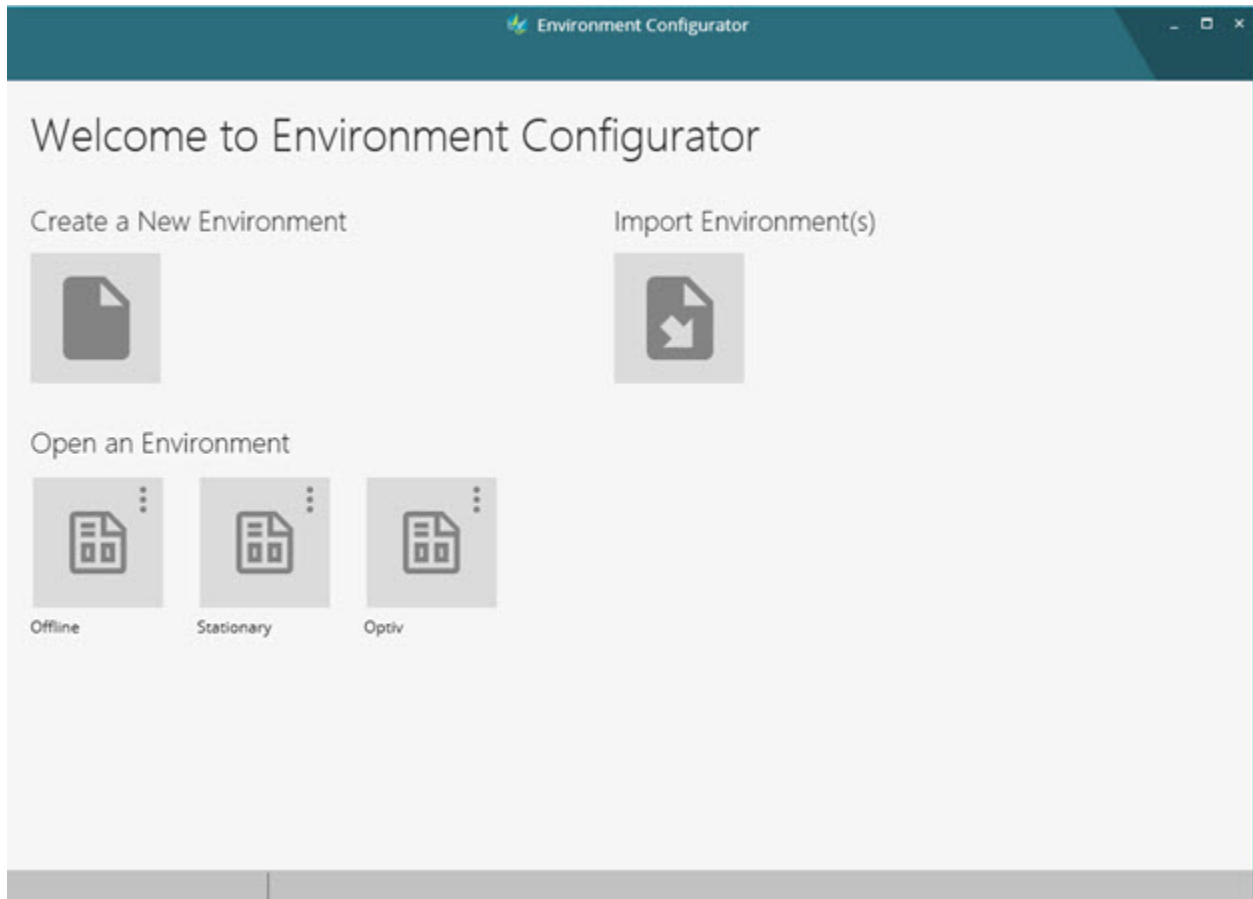 Environment Configurator
Welcome to Environment Configurator
Create a New Environment
Import Environment(s)
Open an Environment
Offline
Stationary
Optiv